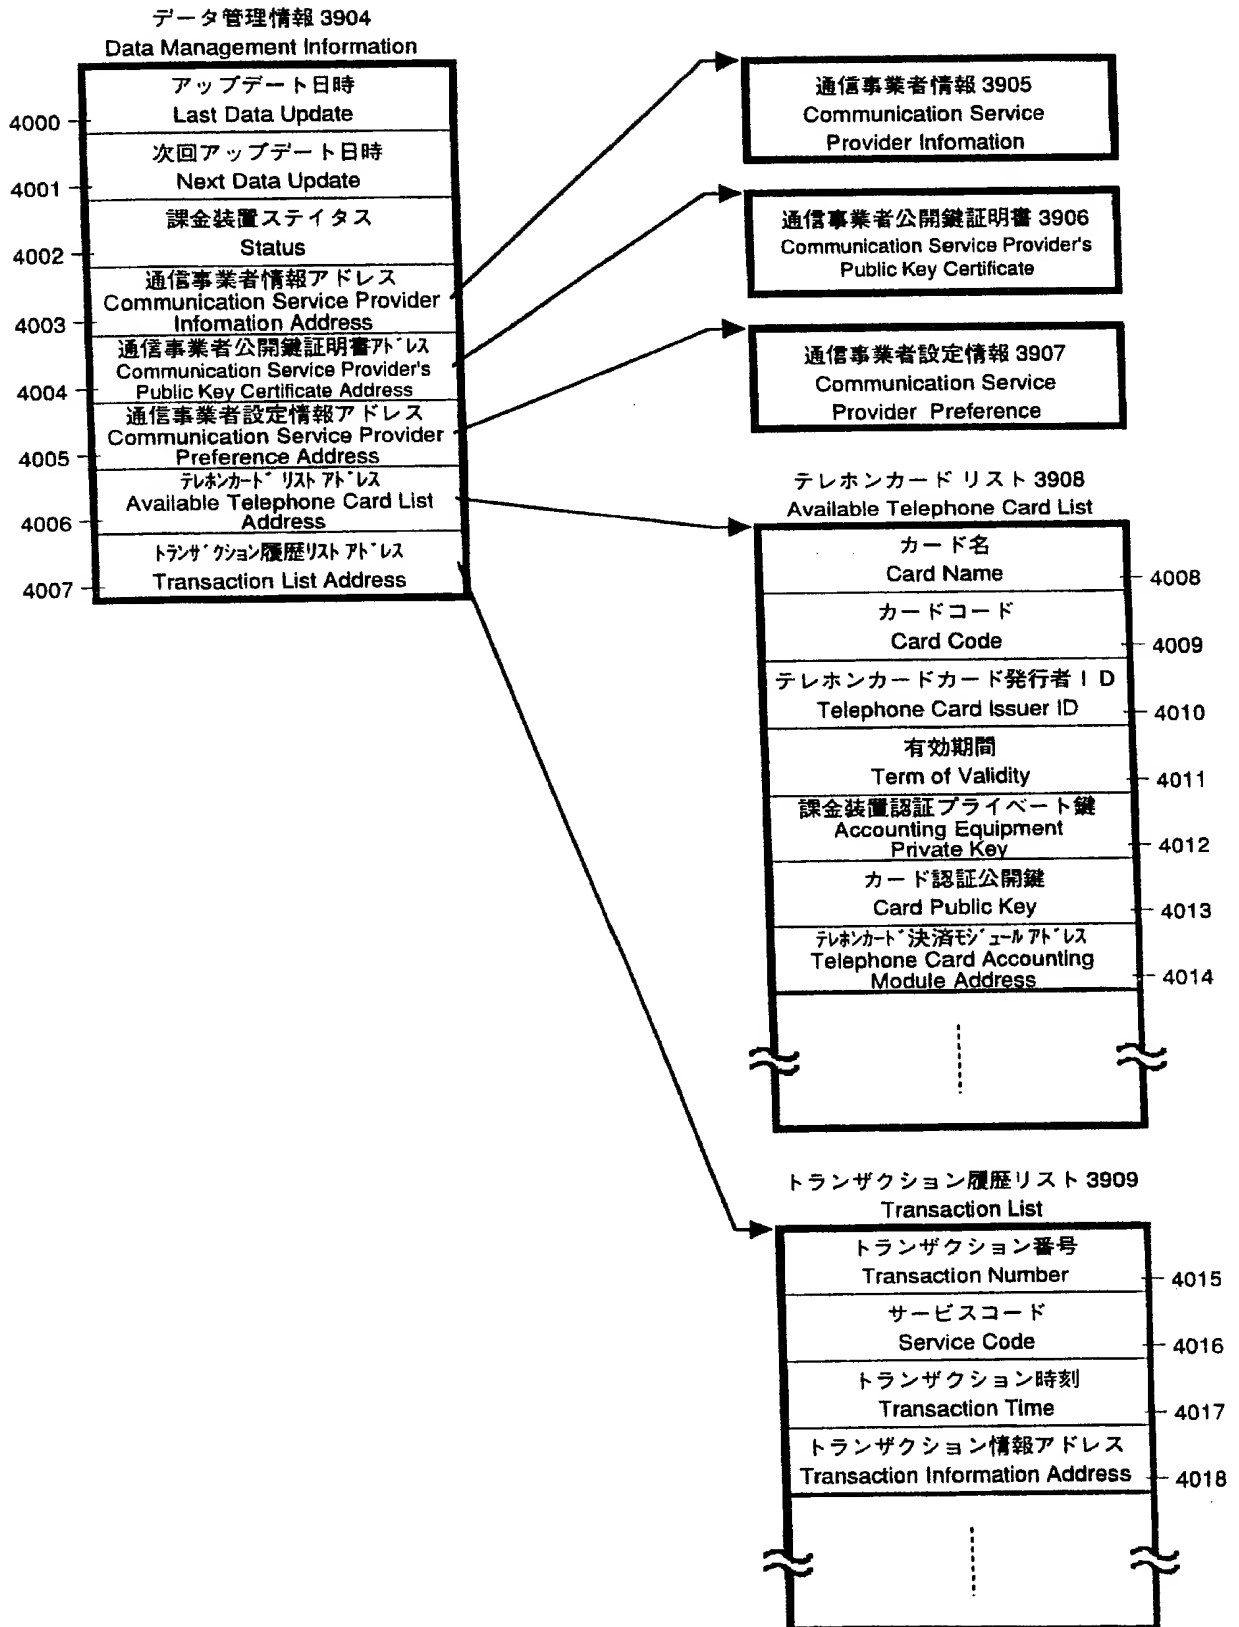 データ管理情報 3904
Data Management Information
アップデート日時
Last Data Update
4000
次回アップデート日時
Next Data Update
4001
課金装置ステイタス
Status
4002
通信事業者情報アドレス
Communication Service Provider
Infomation Address
4003
通信事業者公開鍵証明書アドレス
Communication Service Provider's
Public Key Certificate Address
4004
通信事業者設定情報アドレス
Communication Service Provider
Preference Address
4005
テレホンカード リスト アドレス
Available Telephone Card List
Address
4006
トランザクション履歴リスト アドレス
Transaction List Address
4007
通信事業者情報 3905
Communication Service
Provider Infomation
通信事業者公開鍵証明書 3906
Communication Service Provider's
Public Key Certificate
通信事業者設定情報 3907
Communication Service
Provider Preference
テレホンカード リスト 3908
Available Telephone Card List
カード名
Card Name
4008
カードコード
Card Code
4009
テレホンカードカード発行者ID
Telephone Card Issuer ID
4010
有効期間
Term of Validity
4011
課金装置認証プライベート鍵
Accounting Equipment
Private Key
4012
カード認証公開鍵
Card Public Key
4013
テレホンカード決済モジュール アドレス
Telephone Card Accounting
Module Address
4014
トランザクション履歴リスト 3909
Transaction List
トランザクション番号
Transaction Number
4015
サービスコード
Service Code
4016
トランザクション時刻
Transaction Time
4017
トランザクション情報アドレス
Transaction Information Address
4018